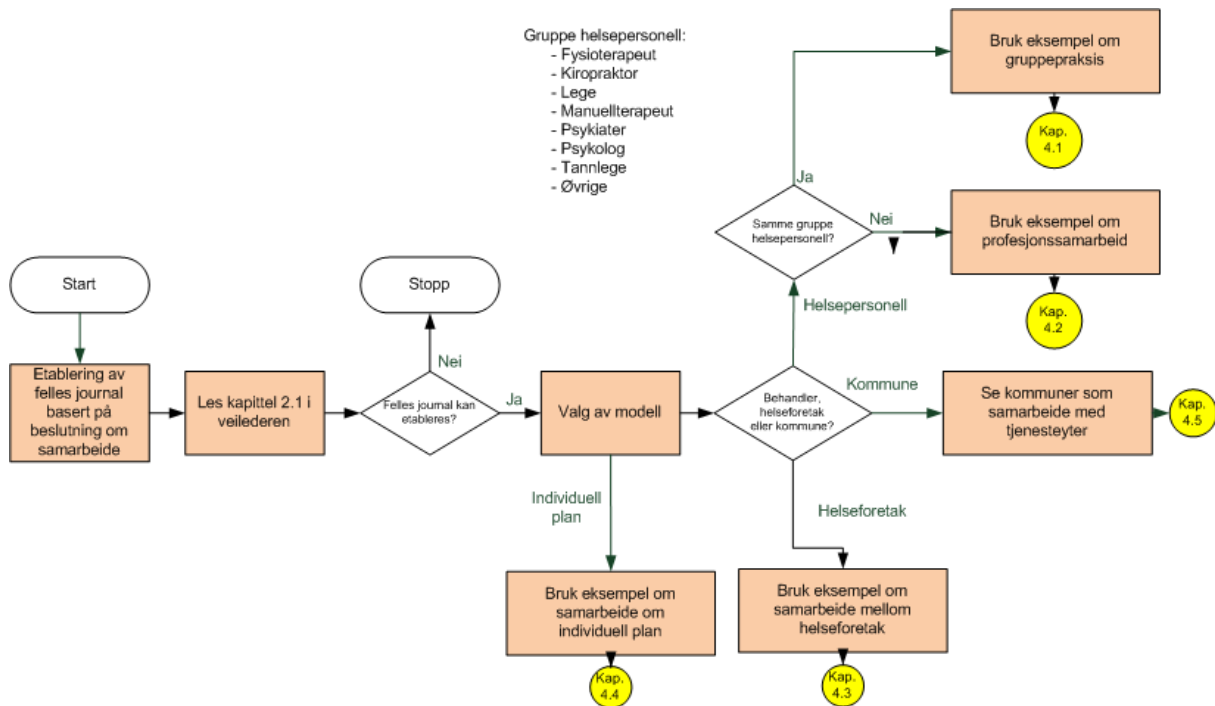 Gruppe helsepersonell:
- Fysioterapeut
- Kiropraktor
- Lege
- Manuellterapeut
- Psykiater
- Psykolog
- Tannlege
- Øvrige
Bruk eksempel om
gruppepraksis
Kap.
4.1
Ja
Samme gruppe
helsepersonell?
Nei
Bruk eksempel om
profesjonssamarbeid
Kap.
4.2
Helsepersonell
Start
Stopp
Nei
Etablering av
felles journal
basert på
beslutning om
samarbeide
Les kapittel 2.1 i
veilederen
Felles journal kan
etableres?
Ja
Valg av modell
Behandler,
helseforetak
eller kommune?
Kommune
Se kommuner som
samarbeide med
tjenesteyter
Kap.
4.5
Individuell
plan
Helseforetak
Bruk eksempel om
samarbeide om
individuell plan
Kap.
4.4
Bruk eksempel om
samarbeide mellom
helseforetak
Kap.
4.3